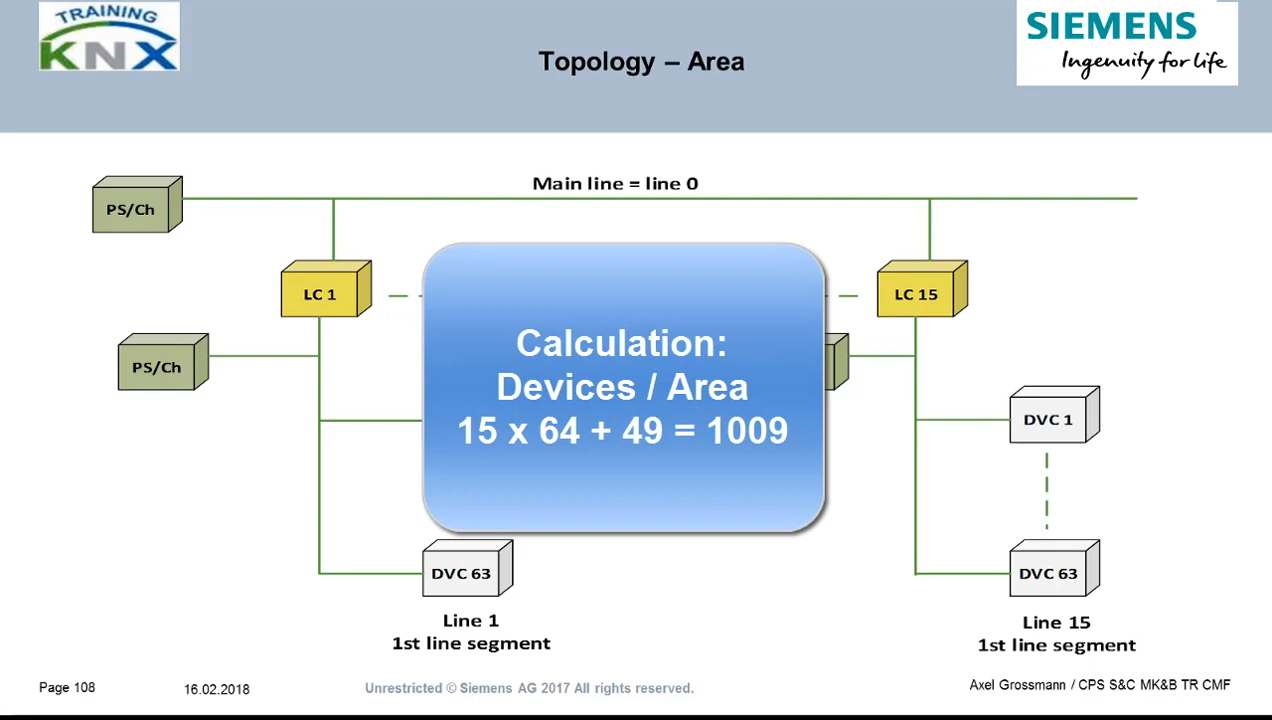 TRAINING
KNX
SIEMENS
Ingenuity for life
Topology – Area
Main line = line 0
PS/Ch
LC 1
LC 15
PS/Ch
Calculation:
Devices / Area
15 x 64 + 49 = 1009
DVC 1
DVC 63
DVC 63
Line 1
1st line segment
Line 15
1st line segment
Page 108
16.02.2018
Unrestricted © Siemens AG 2017 All rights reserved.
Axel Grossmann / CPS S&C MK&B TR CMF